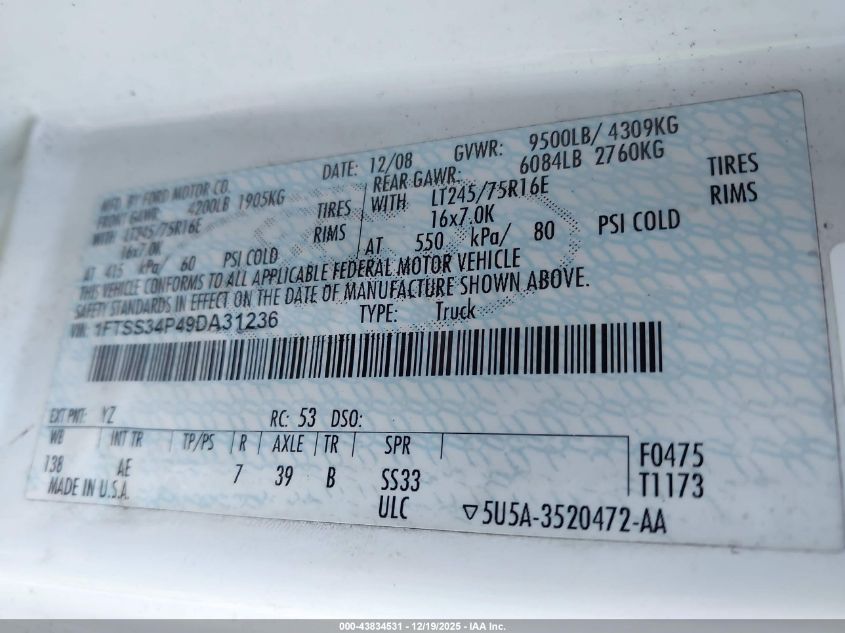 MFD. BY FORD MOTOR CO.
DATE: 12/08 GVWR: 9500LB/ 4309KG
FRONT GAWR: 4200LB 1905KG
REAR GAWR: 6084LB 2760KG
WITH LT245/75R16E TIRES
WITH LT245/75R16E TIRES
16x7.0K RIMS
16x7.0K RIMS
AT 415 kPa/ 60 PSI COLD
AT 550 kPa/ 80 PSI COLD
THIS VEHICLE CONFORMS TO ALL APPLICABLE FEDERAL MOTOR VEHICLE
SAFETY STANDARDS IN EFFECT ON THE DATE OF MANUFACTURE SHOWN ABOVE.
VIN: 1FTSS34P49DA31236 TYPE: Truck
EXT PNT: YZ RC: 53 DSO:
WB INT TR TP/PS R AXLE TR SPR
138 AE 7 39 B SS33
F0475
T1173
MADE IN U.S.A. ULC ▽5U5A-3520472-AA
000-43834531 - 12/19/2025 - IAA Inc.